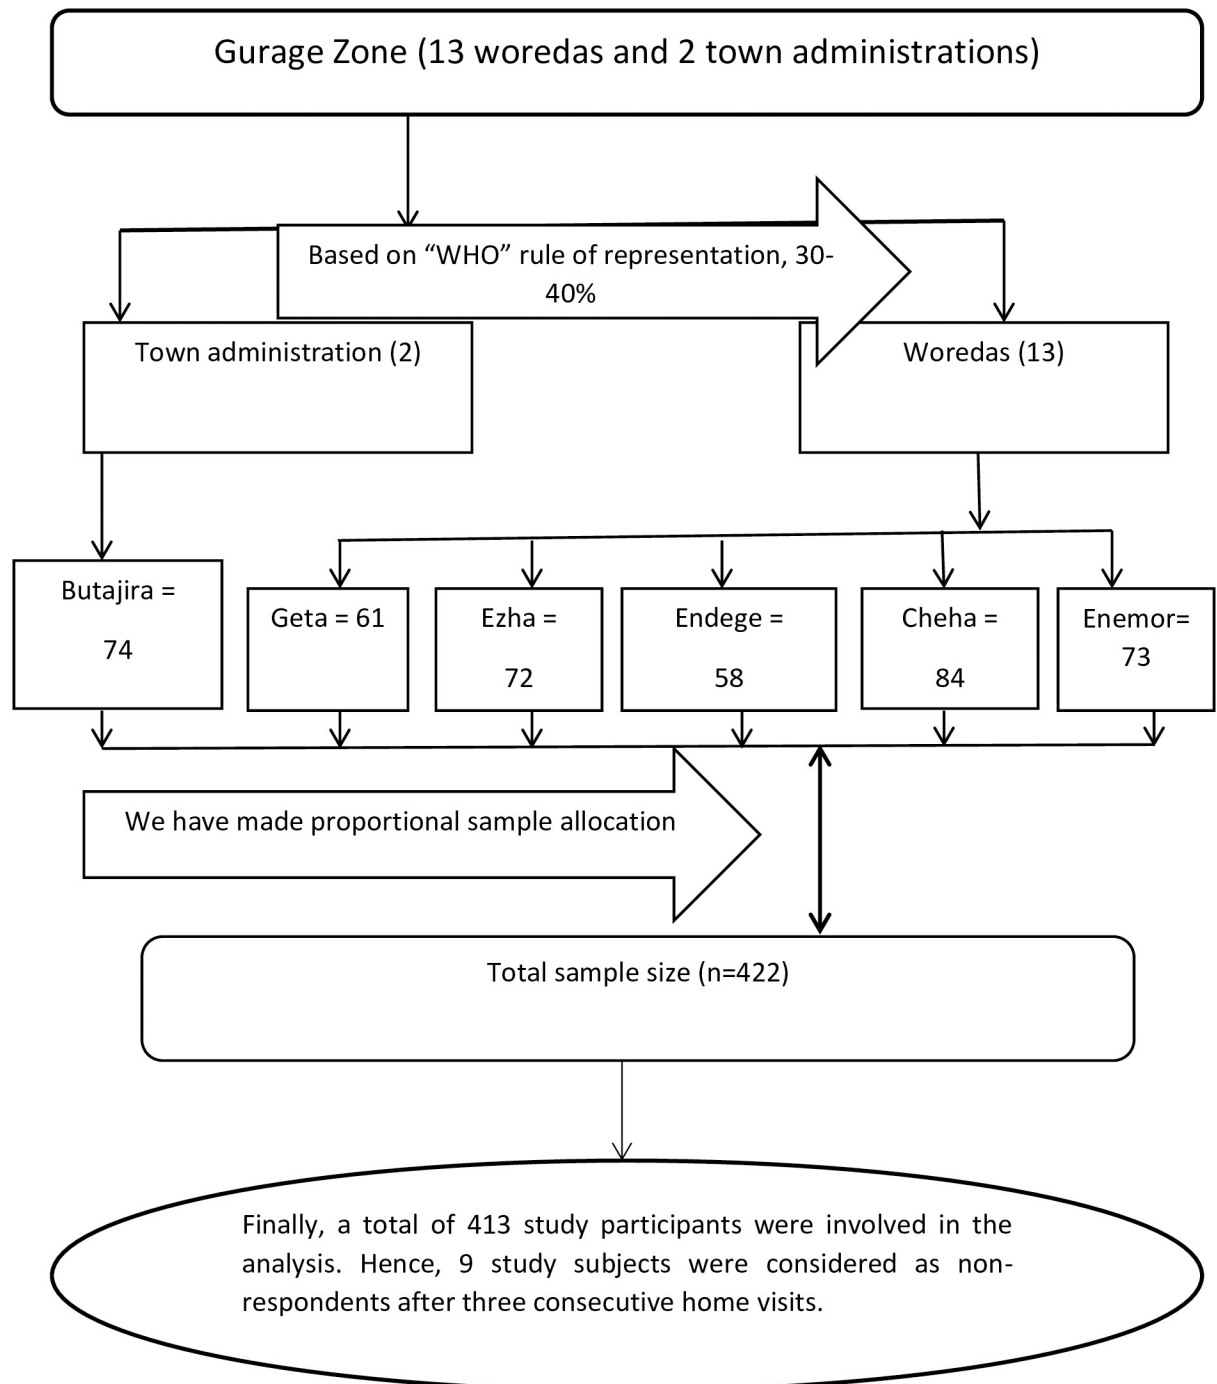 Gurage Zone (13 woredas and 2 town administrations)
Based on “WHO” rule of representation, 30-
40%
Town administration (2)
Woredas (13)
Butajira =
74
Geta = 61
Ezha =
72
Endege =
58
Cheha =
84
Enemor=
73
We have made proportional sample allocation
Total sample size (n=422)
Finally, a total of 413 study participants were involved in the
analysis. Hence, 9 study subjects were considered as non-
respondents after three consecutive home visits.